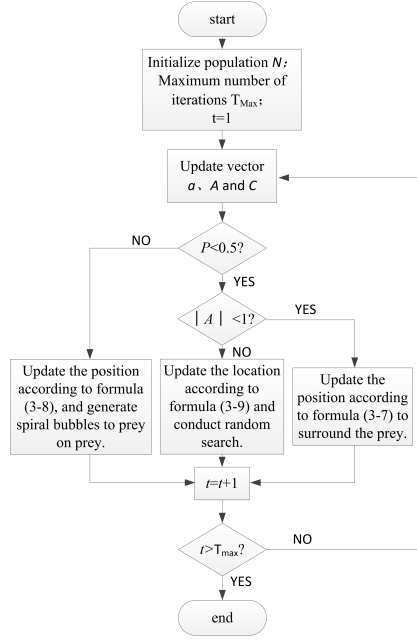 start
Initialize population N；
Maximum number of
iterations TMax；
t=1
Update vector
a、A and C
P<0.5?
NO
YES
｜A｜<1?
YES
NO
Update the position
according to formula
(3-8), and generate
spiral bubbles to prey
on prey.
Update the location
according to
formula (3-9) and
conduct random
search.
Update the
position according
to formula (3-7) to
surround the prey.
t=t+1
t>Tmax?
NO
YES
end